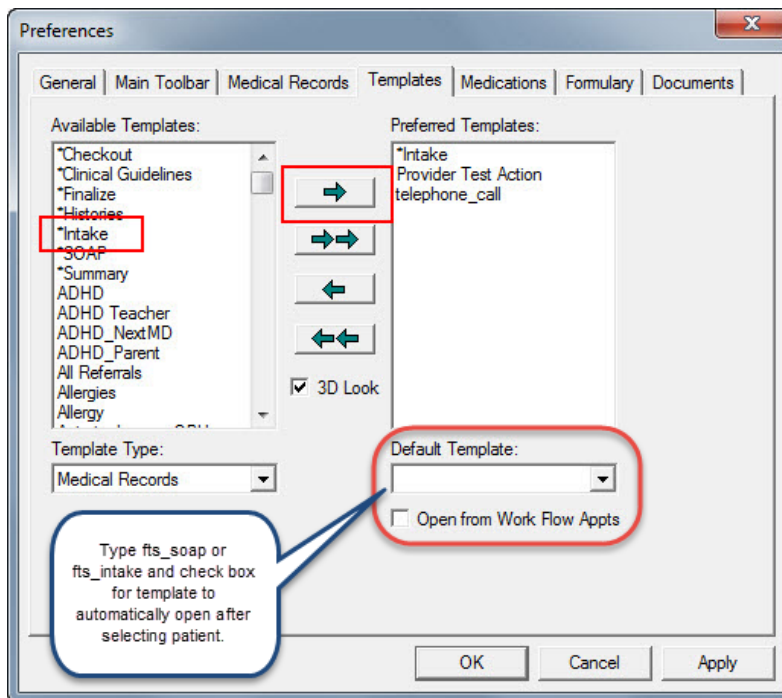 Preferences
General
Main Toolbar
Medical Records
Templates
Medications
Formulary
Documents
Available Templates:
*Checkout
*Clinical Guidelines
*Finalize
*Histories
*Intake
*SOAP
*Summary
ADHD
ADHD Teacher
ADHD_NextMD
ADHD_Parent
All Referrals
Allergies
Allergy
3D Look
Preferred Templates:
*Intake
Provider Test Action
telephone_call
Template Type:
Medical Records
Default Template:
Open from Work Flow Appts
Type fts_soap or
fts_intake and check box
for template to
automatically open after
selecting patient.
OK
Cancel
Apply